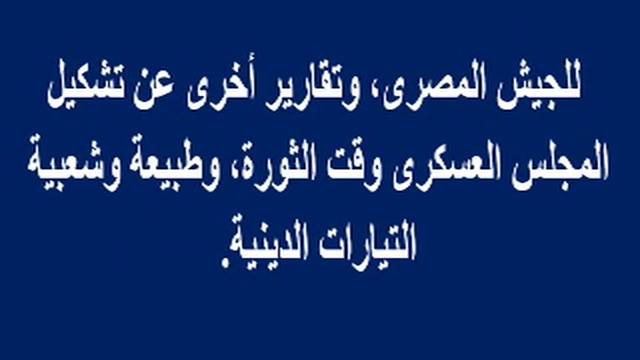 للجيش المصرى، وتقارير أخرى عن تشكيل
المجلس العسكرى وقت الثورة، وطبيعة وشعبية
التيارات الدينية.